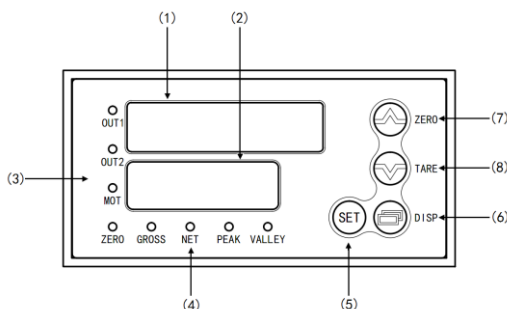 (1)
(2)
OUT1
ZERO
(7)
OUT2
(3)
TARE
(8)
MOT
SET
DISP
(6)
ZERO GROSS NET PEAK VALLEY
(4)
(5)